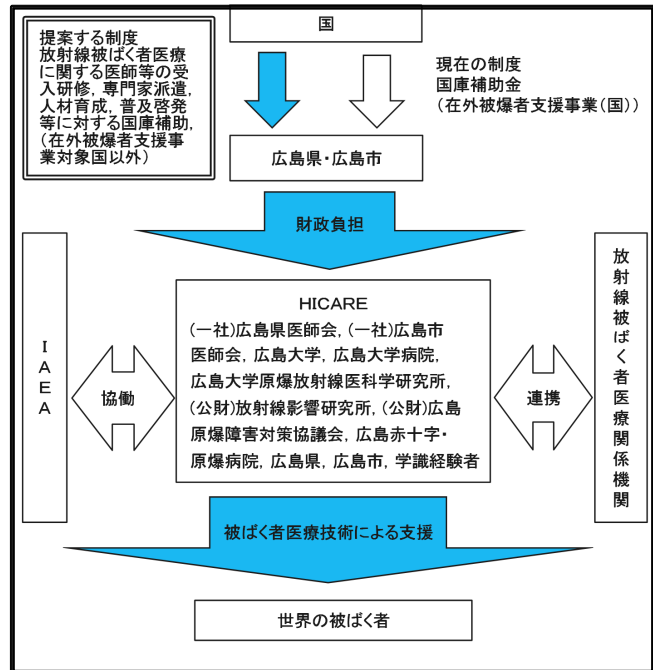 国
提案する制度
放射線被ばく者医療
に関する医師等の受
入研修, 専門家派遣,
人材育成, 普及啓発
等に対する国庫補助,
(在外被爆者支援事
業対象国以外)
現在の制度
国庫補助金
(在外被爆者支援事業(国))
広島県・広島市
財政負担
IAEA
協働
HICARE
(一社)広島県医師会, (一社)広島市
医師会, 広島大学, 広島大学病院,
広島大学原爆放射線医科学研究所,
(公財)放射線影響研究所, (公財)広島
原爆障害対策協議会, 広島赤十字・
原爆病院, 広島県, 広島市, 学識経験者
連携
放射線被ばく者医療関係機関
被ばく者医療技術による支援
世界の被ばく者